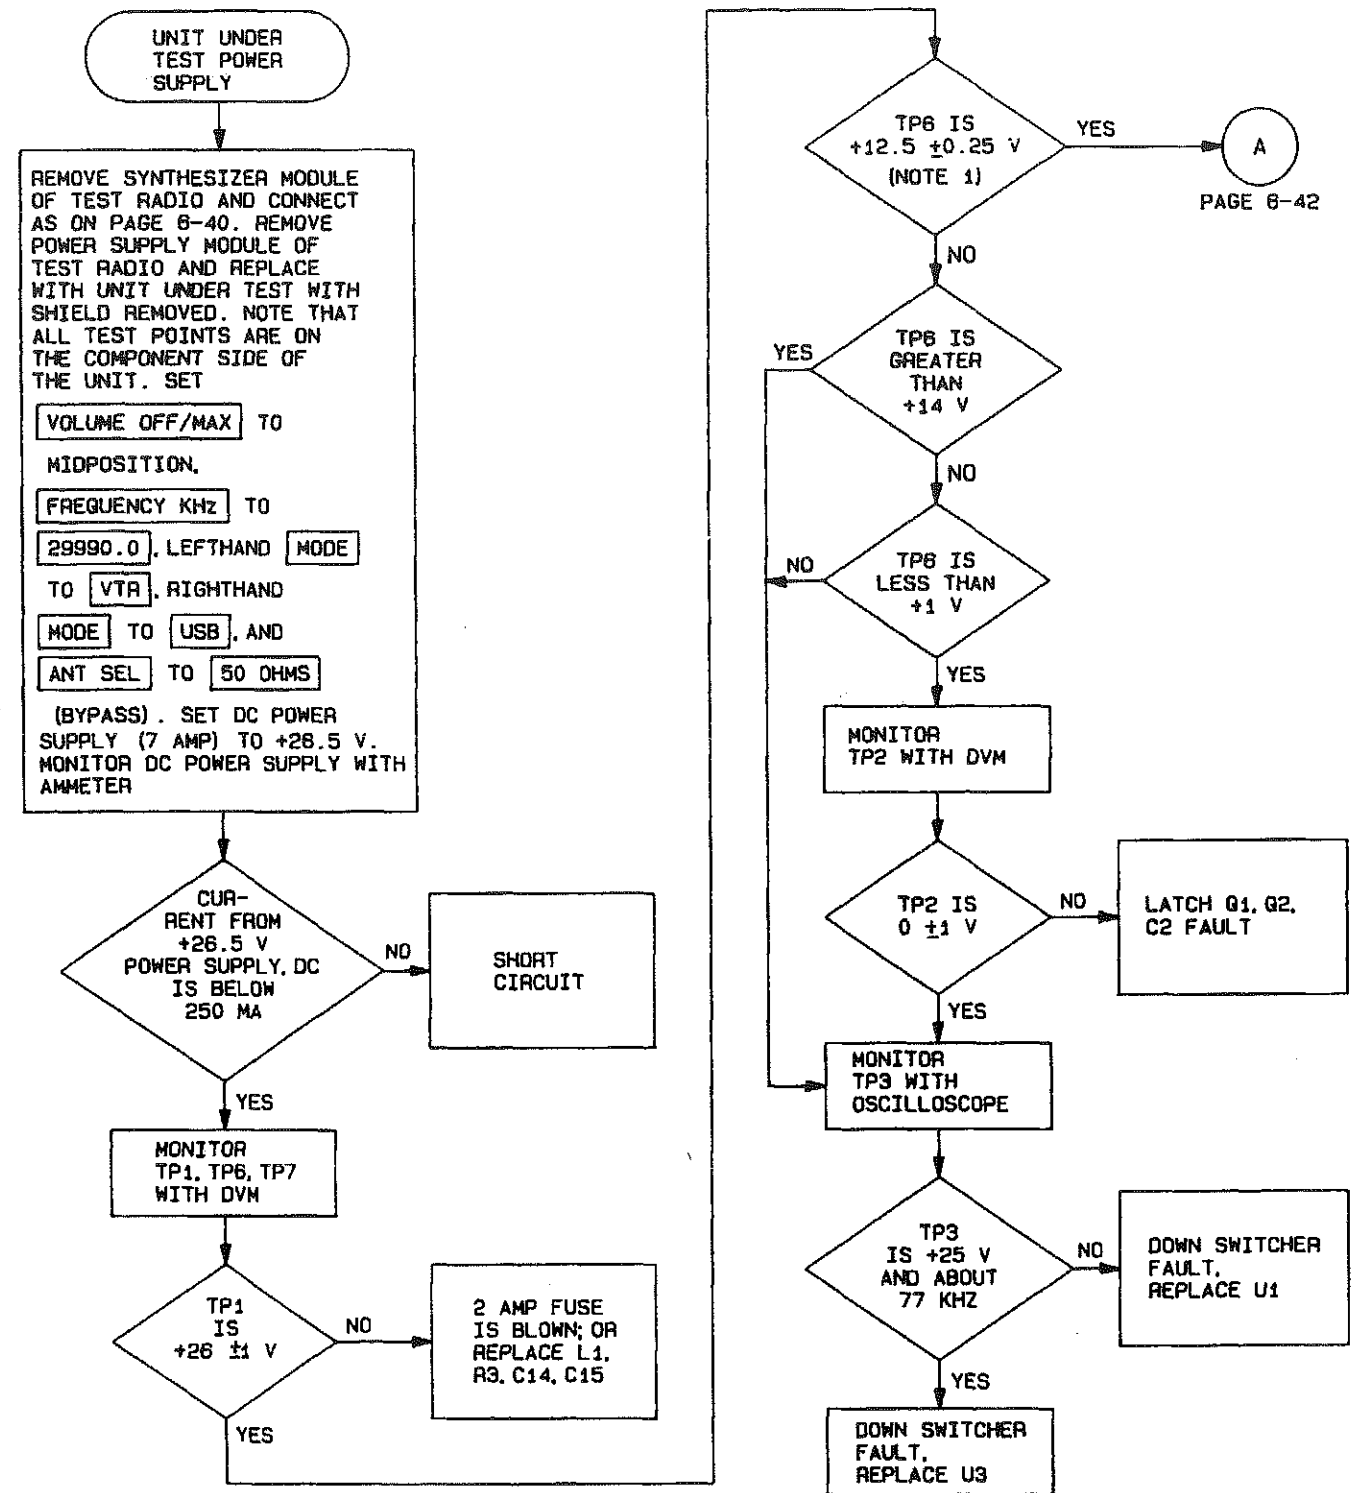 UNIT UNDER
TEST POWER
SUPPLY
REMOVE SYNTHESIZER MODULE
OF TEST RADIO AND CONNECT
AS ON PAGE 6-40. REMOVE
POWER SUPPLY MODULE OF
TEST RADIO AND REPLACE
WITH UNIT UNDER TEST WITH
SHIELD REMOVED. NOTE THAT
ALL TEST POINTS ARE ON
THE COMPONENT SIDE OF
THE UNIT. SET
VOLUME OFF/MAX TO
MIDPOSITION,
FREQUENCY KHz TO
29990.0, LEFTHAND MODE
TO VTR, RIGHTHAND
MODE TO USB, AND
ANT SEL TO 50 OHMS
(BYPASS). SET DC POWER
SUPPLY (7 AMP) TO +26.5 V.
MONITOR DC POWER SUPPLY WITH
AMMETER
CUR-
RENT FROM
+26.5 V
POWER SUPPLY, DC
IS BELOW
250 MA
NO
SHORT
CIRCUIT
YES
MONITOR
TP1, TP6, TP7
WITH DVM
TP1
IS
+26 ±1 V
NO
2 AMP FUSE
IS BLOWN; OR
REPLACE L1,
R3, C14, C15
YES
TP6 IS
+12.5 ±0.25 V
(NOTE 1)
YES
A
PAGE 6-42
NO
TP6 IS
GREATER
THAN
+14 V
YES
NO
TP6 IS
LESS THAN
+1 V
NO
YES
MONITOR
TP2 WITH DVM
TP2 IS
0 ±1 V
NO
LATCH Q1, Q2,
C2 FAULT
YES
MONITOR
TP3 WITH
OSCILLOSCOPE
TP3
IS +25 V
AND ABOUT
77 KHZ
NO
DOWN SWITCHER
FAULT,
REPLACE U1
YES
DOWN SWITCHER
FAULT,
REPLACE U3